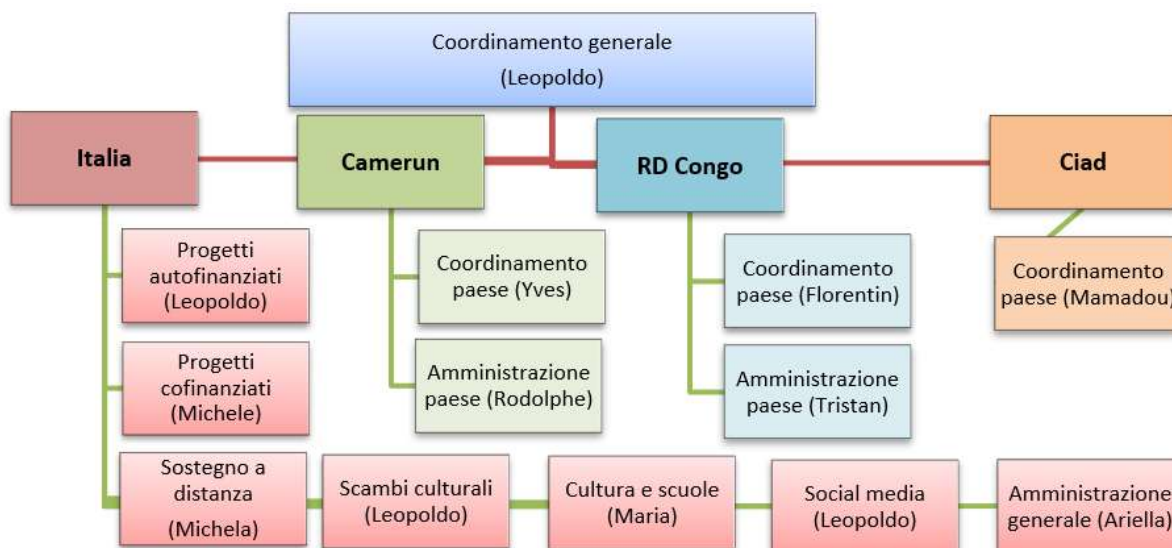 Coordinamento generale
(Leopoldo)
Italia
Camerun
RD Congo
Ciad
Progetti
autofinanziati
(Leopoldo)
Coordinamento
paese (Yves)
Coordinamento
paese (Florentin)
Coordinamento
paese (Mamadou)
Progetti
cofinanziati
(Michele)
Amministrazione
paese (Rodolphe)
Amministrazione
paese (Tristan)
Sostegno a
distanza
(Michela)
Scambi culturali
(Leopoldo)
Cultura e scuole
(Maria)
Social media
(Leopoldo)
Amministrazione
generale (Ariella)